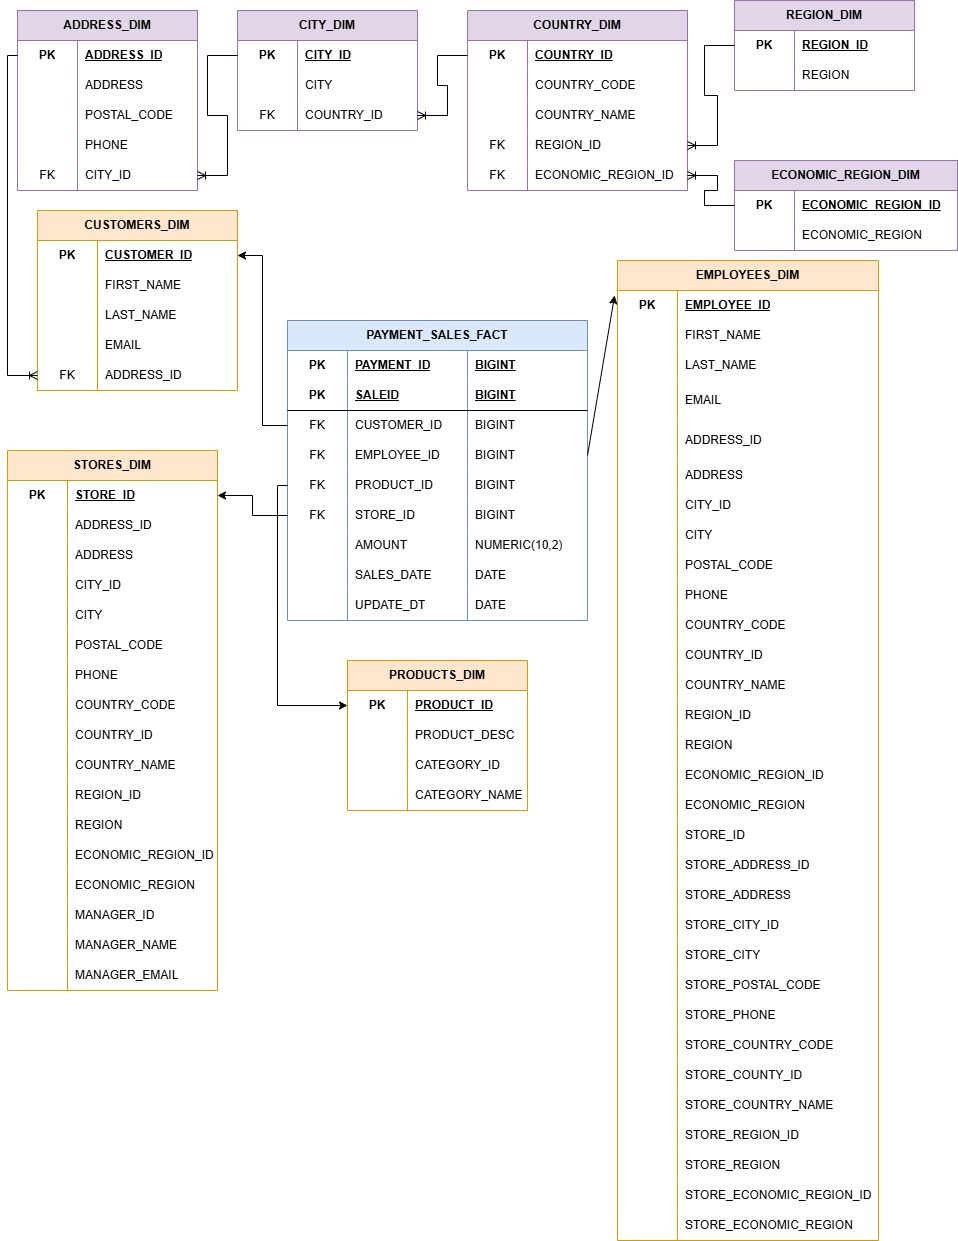 ADDRESS_DIM
PK ADDRESS_ID
ADDRESS
POSTAL_CODE
PHONE
FK CITY_ID
CITY_DIM
PK CITY_ID
CITY
FK COUNTRY_ID
COUNTRY_DIM
PK COUNTRY_ID
COUNTRY_CODE
COUNTRY_NAME
FK REGION_ID
FK ECONOMIC_REGION_ID
REGION_DIM
PK REGION_ID
REGION
ECONOMIC_REGION_DIM
PK ECONOMIC_REGION_ID
ECONOMIC_REGION
CUSTOMERS_DIM
PK CUSTOMER_ID
FIRST_NAME
LAST_NAME
EMAIL
FK ADDRESS_ID
PAYMENT_SALES_FACT
PK PAYMENT_ID BIGINT
PK SALEID BIGINT
FK CUSTOMER_ID BIGINT
FK EMPLOYEE_ID BIGINT
FK PRODUCT_ID BIGINT
FK STORE_ID BIGINT
AMOUNT NUMERIC(10,2)
SALES_DATE DATE
UPDATE_DT DATE
EMPLOYEES_DIM
PK EMPLOYEE_ID
FIRST_NAME
LAST_NAME
EMAIL
ADDRESS_ID
ADDRESS
CITY_ID
CITY
POSTAL_CODE
PHONE
COUNTRY_CODE
COUNTRY_ID
COUNTRY_NAME
REGION_ID
REGION
ECONOMIC_REGION_ID
ECONOMIC_REGION
STORE_ID
STORE_ADDRESS_ID
STORE_ADDRESS
STORE_CITY_ID
STORE_CITY
STORE_POSTAL_CODE
STORE_PHONE
STORE_COUNTRY_CODE
STORE_COUNTY_ID
STORE_COUNTRY_NAME
STORE_REGION_ID
STORE_REGION
STORE_ECONOMIC_REGION_ID
STORE_ECONOMIC_REGION
STORES_DIM
PK STORE_ID
ADDRESS_ID
ADDRESS
CITY_ID
CITY
POSTAL_CODE
PHONE
COUNTRY_CODE
COUNTRY_ID
COUNTRY_NAME
REGION_ID
REGION
ECONOMIC_REGION_ID
ECONOMIC_REGION
MANAGER_ID
MANAGER_NAME
MANAGER_EMAIL
PRODUCTS_DIM
PK PRODUCT_ID
PRODUCT_DESC
CATEGORY_ID
CATEGORY_NAME